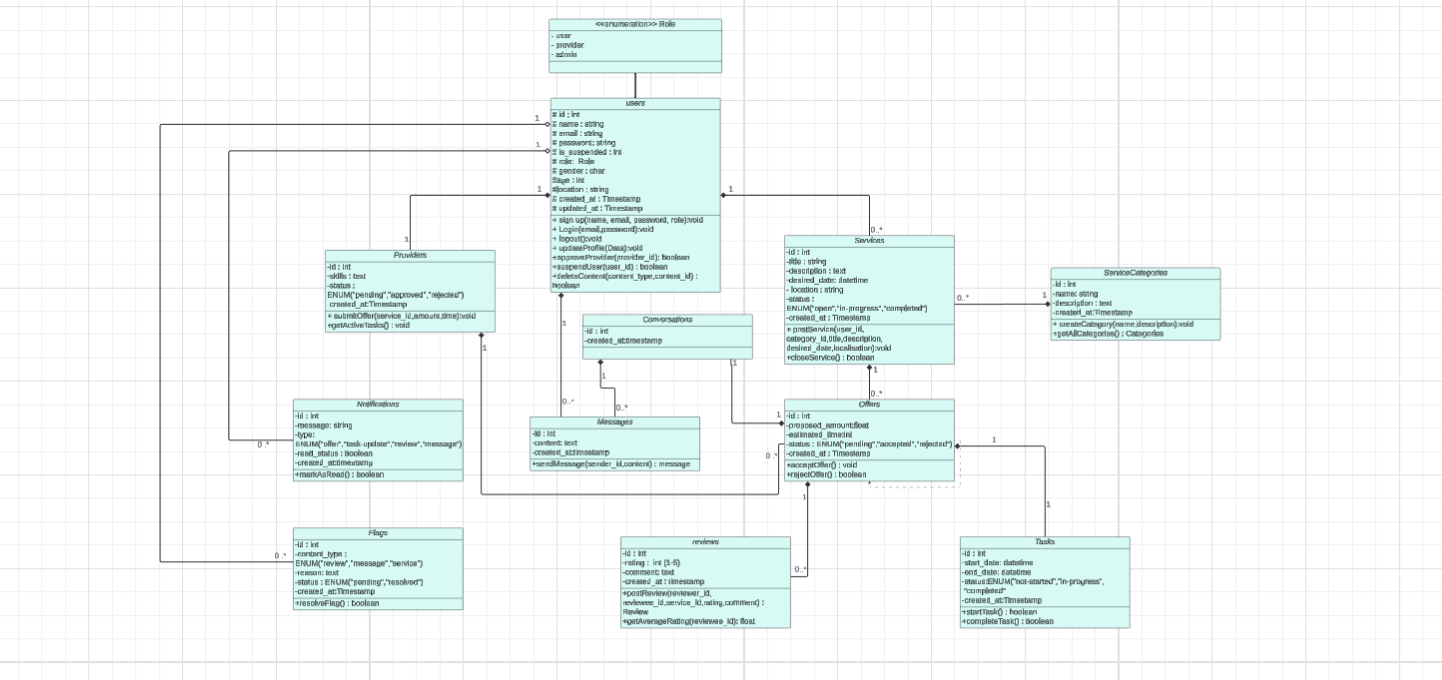 <<enumeration>> Role
- user
- provider
- admin
users
# id : int
# name : string
# email : string
# password: string
# is_suspended : int
# role:  Role
# gender : char
#age : int
#location : string
# created_at : Timestamp
# updated_at : Timestamp
+ sign up(name, email, password, role):void
+ Login(email,password):void
+ logout():void
+ updateProfile(Data):void
+approveProvider(provider_id): Boolean
+suspendUser(user_id) : boolean
+deleteContent(content_type,content_id) :
boolean
1
1
1
1
1
0..*
1
Providers
-id : int
-skills : text
-status :
ENUM("pending","approved","rejected")
created_at:Timestamp
+ submitOffer(service_id,amount,time):void
+getActiveTasks() : void
1
Services
-id : int
-title : string
-description : text
-desired_date: datetime
- location : string
-status :
ENUM("open","in-progress","completed")
-created_at : Timestamp
+ postService(user_id,
category_id,title,description,
desired_date,localisation):void
+closeService() : boolean
0..*
1
ServiceCategories
-id : int
-name: string
-description : text
-created_at:Timestamp
+ createCategory(name,description):void
+getAllCategories() : Categories
Conversations
-id : int
-created_at:timestamp
1
1
0..*
0..*
1
0..*
Messages
-id : int
-content: text
-created_at:timestamp
+sendMessage(sender_id,content) : message
Offers
-id : int
-proposed_amount:float
-status : ENUM("pending","accepted","rejected")
-created_at : Timestamp
+acceptOffer() : void
+rejectOffer() : boolean
1
0..*
1
1
1
Notifications
-id : int
-message: string
-type:
ENUM("offer","task-update","review","message")
-read_status : Boolean
-created_at:timestamp
+markAsRead() : boolean
0..*
Flags
-id : int
-content_type :
ENUM("review","message","service")
-reason: text
-status : ENUM("pending","resolved")
-created_at:Timestamp
+resolveFlag() : boolean
0..*
reviews
-id : int
-rating :  int (1-5)
-comment: text
-created_at : Timestamp
+postReview(reviewer_id,
reviewee_id,service_id,rating,comment) :
Review
+getAverageRating(reviewee_id): float
0..*
Tasks
-id : int
-start_date: datetime
-end_date: datetime
-status:ENUM("not-started","in-progress",
"completed"
-created_at:Timestamp
+startTask() : boolean
+completeTask() : Boolean